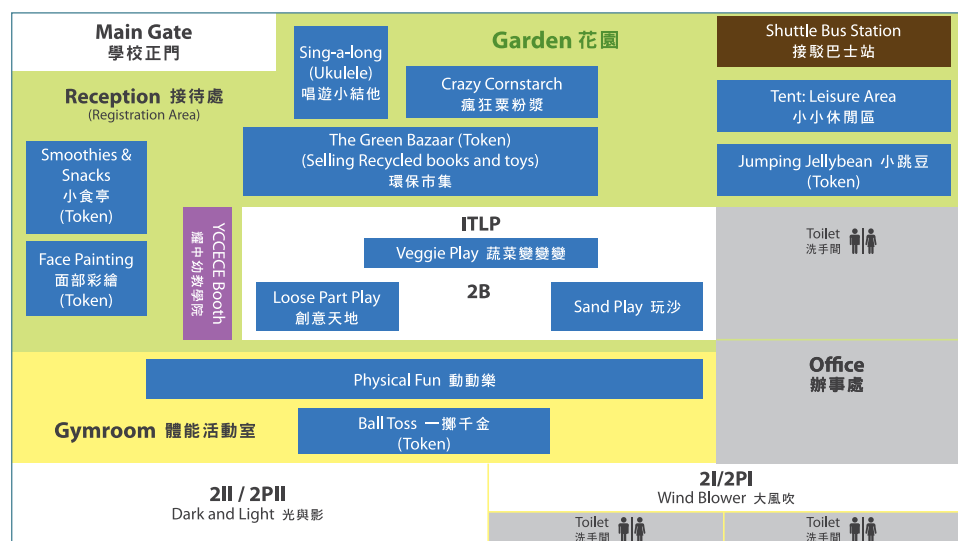 Main Gate
學校正門
Reception 接待處
(Registration Area)
Sing-a-long
(Ukulele)
唱遊小結他
Garden 花園
Crazy Cornstarch
瘋狂粟粉漿
Shuttle Bus Station
接駁巴士站
Tent: Leisure Area
小小休閒區
The Green Bazaar (Token)
(Selling Recycled books and toys)
環保市集
Jumping Jellybean 小跳豆
(Token)
Smoothies &
Snacks
小食亭
(Token)
Face Painting
面部彩繪
(Token)
YCCECE Booth
耀中幼教學院
ITLP
Veggie Play 蔬菜變變變
2B
Loose Part Play
創意天地
Sand Play 玩沙
Toilet
洗手間
Office
辦事處
Physical Fun 動動樂
Gymroom 體能活動室
Ball Toss 一擲千金
(Token)
2II / 2PII
Dark and Light 光與影
2I/2PI
Wind Blower 大風吹
Toilet
洗手間
Toilet
洗手間